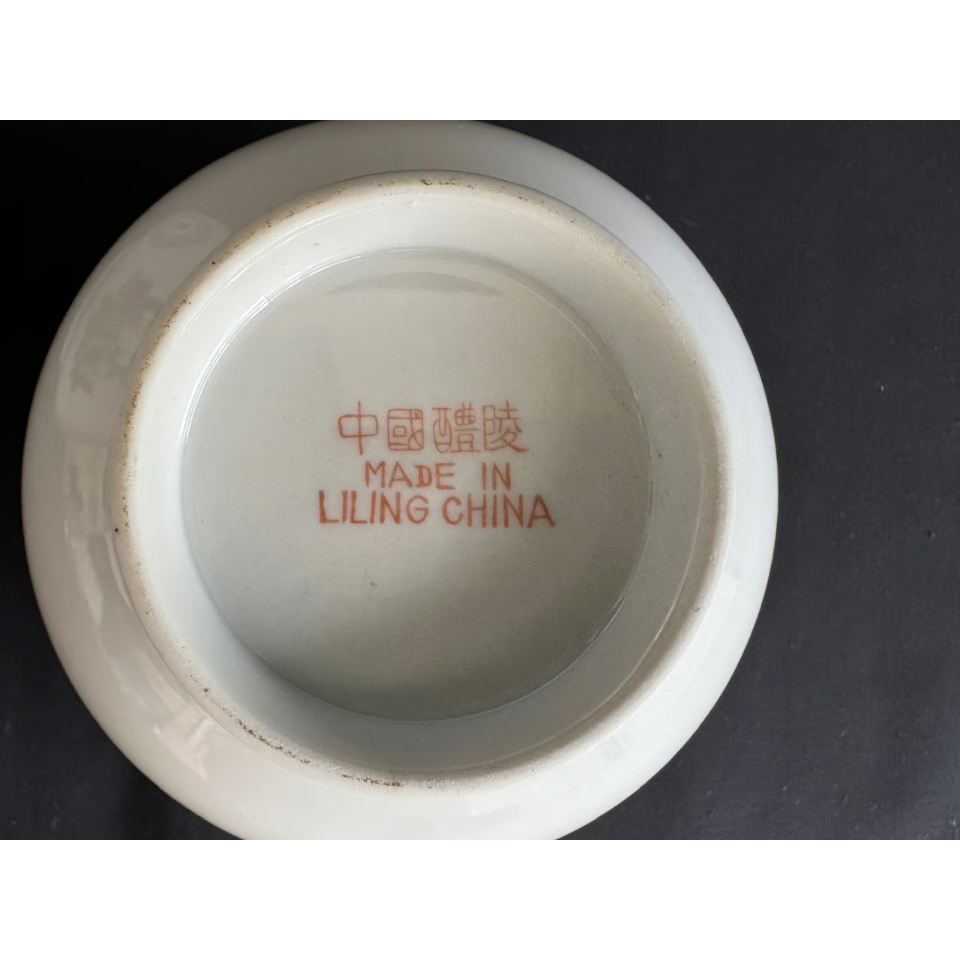 中國醴陵
MADE IN
LILING CHINA